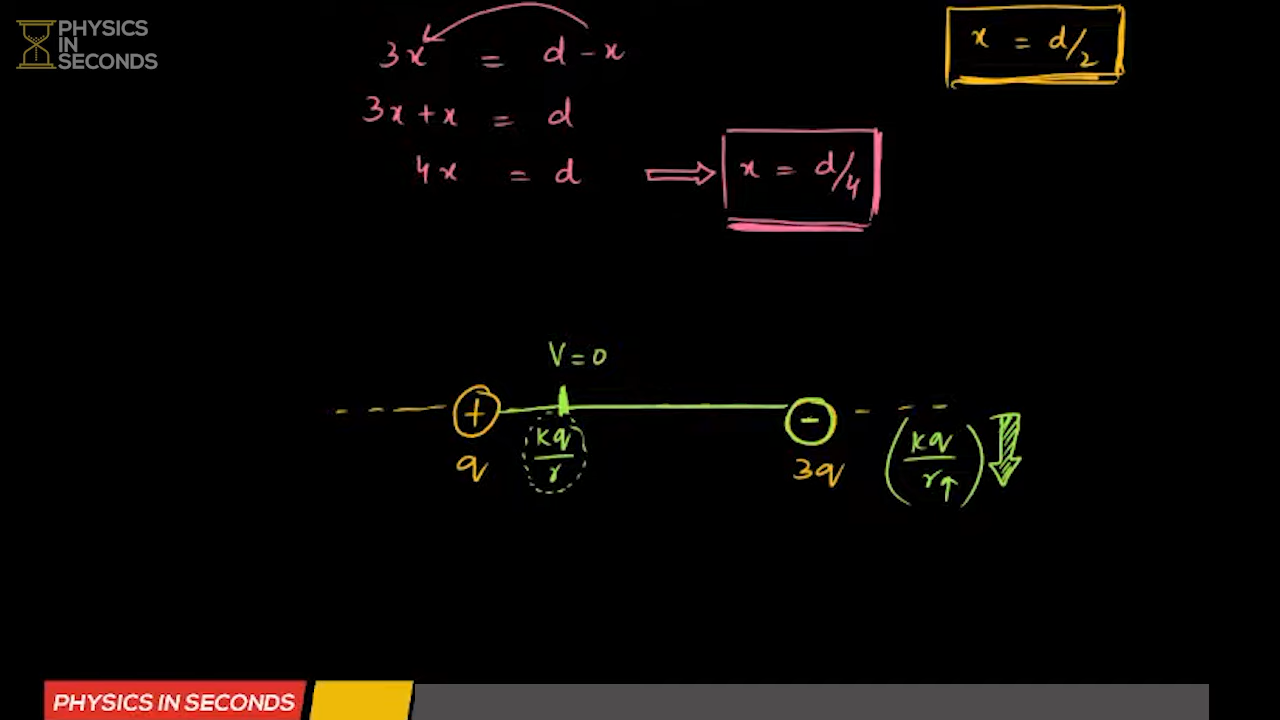 PHYSICS
IN
SECONDS
3x = d - x
x = d/2
3x + x = d
4x = d ⟹ x = d/4
V = 0
+
-
q
kq/r
3q
(kq/r↑)
PHYSICS IN SECONDS